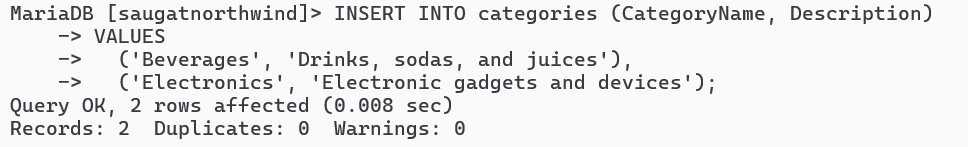 MariaDB [saugatnorthwind]> INSERT INTO categories (CategoryName, Description)
    -> VALUES
    ->   ('Beverages', 'Drinks, sodas, and juices'),
    ->   ('Electronics', 'Electronic gadgets and devices');
Query OK, 2 rows affected (0.008 sec)
Records: 2  Duplicates: 0  Warnings: 0